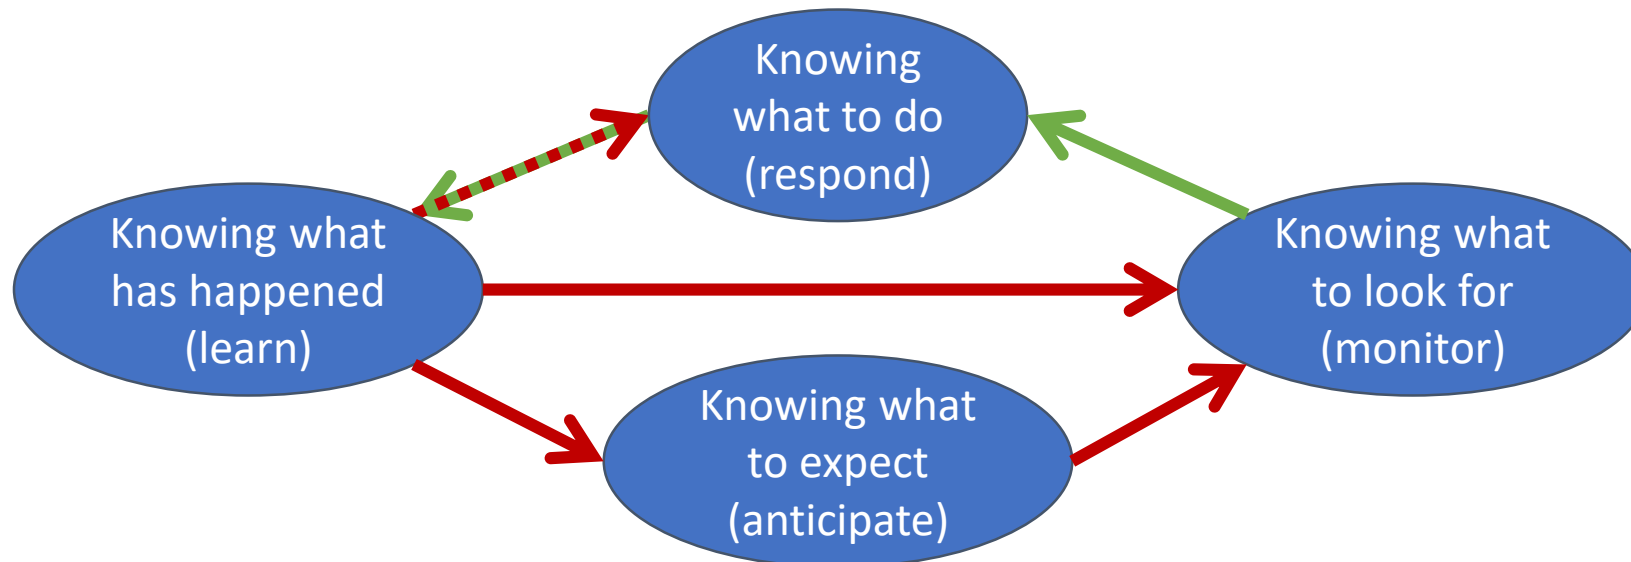 Knowing
what to do
(respond)
Knowing what
has happened
(learn)
Knowing what
to look for
(monitor)
Knowing what
to expect
(anticipate)